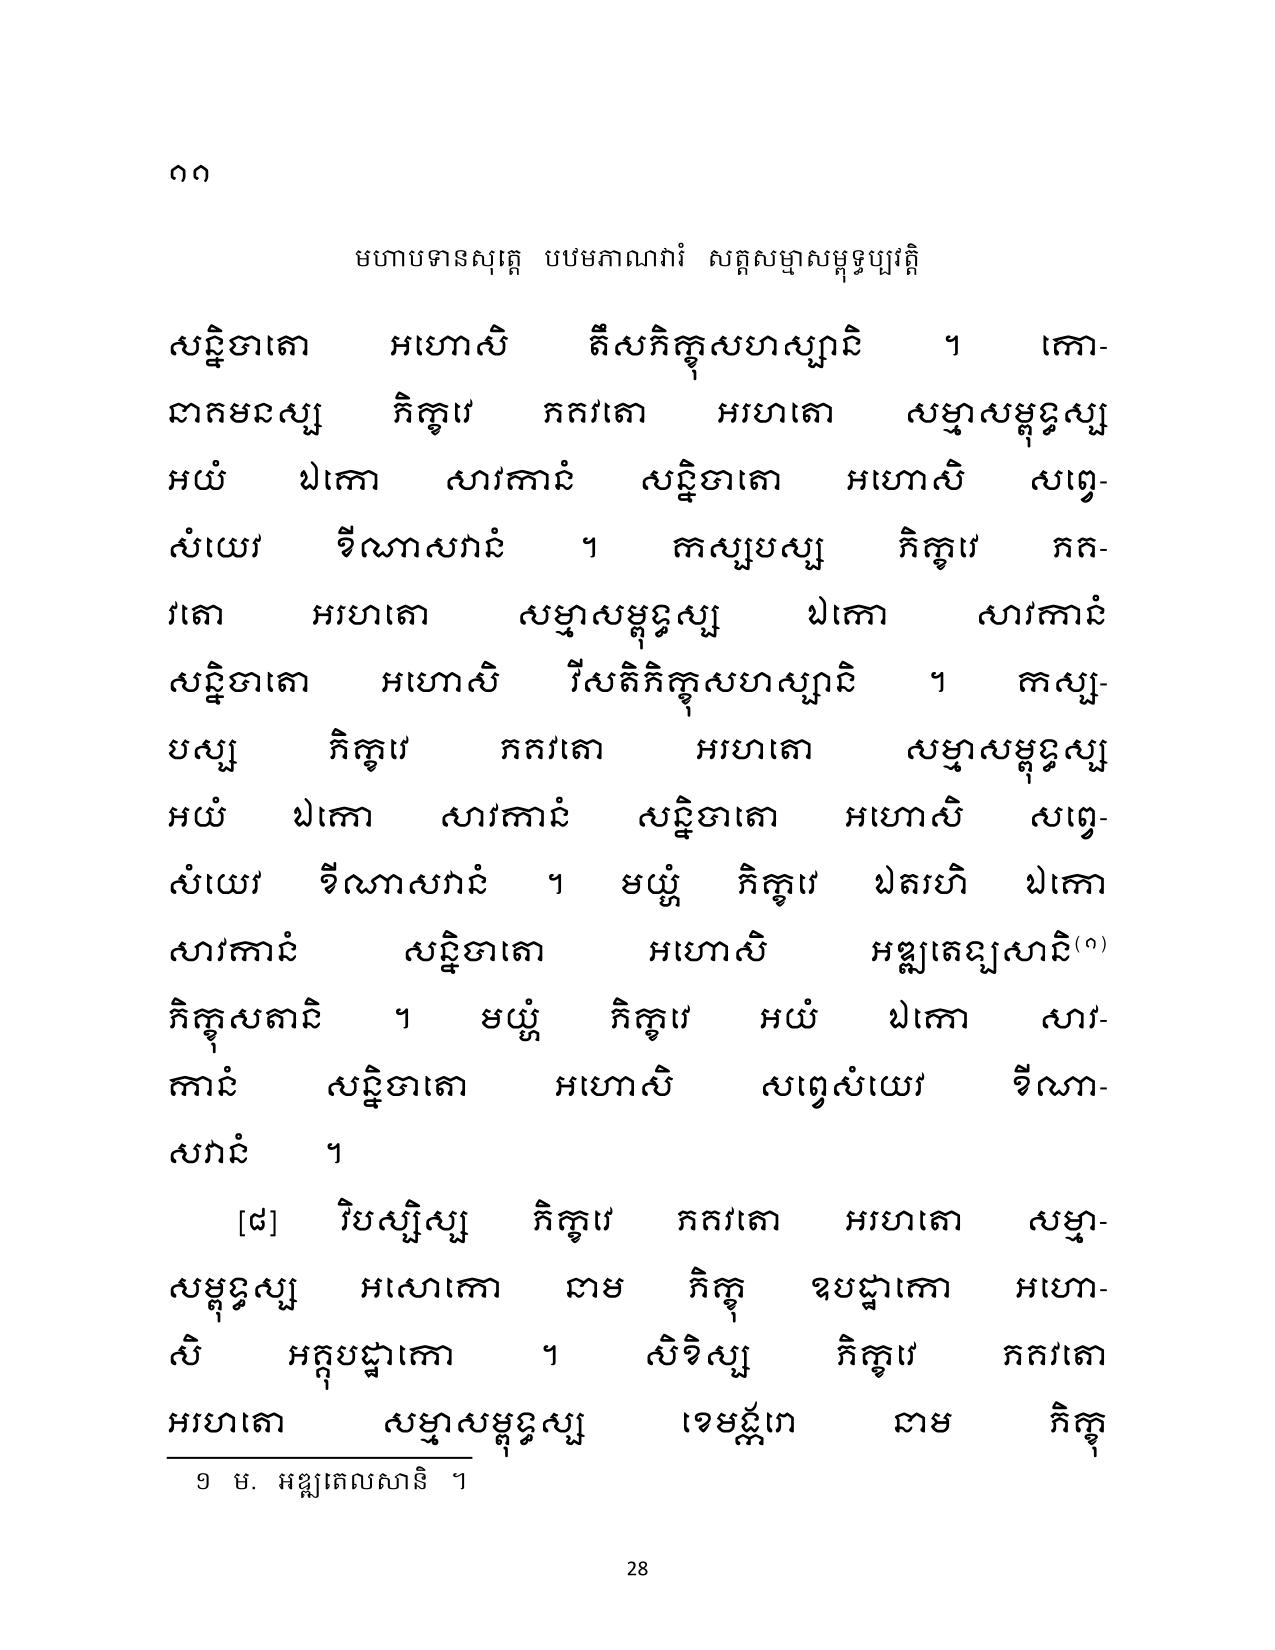 ១១
មហាបទានសុត្តេ បឋមភាណវារំ សត្តសម្មាសម្ពុទ្ធប្បវត្តិ
សន្និបាតោ អហោសិ តឹសភិក្ខុសហស្សានិ ។ កោ-
នាគមនស្ស ភិក្ខវេ ភគវតោ អរហតោ សម្មាសម្ពុទ្ធស្ស
អយំ ឯកោ សាវកានំ សន្និបាតោ អហោសិ សព្វេ-
សំយេវ ខីណាសវានំ ។ កស្សបស្ស ភិក្ខវេ ភគ-
វតោ អរហតោ សម្មាសម្ពុទ្ធស្ស ឯកោ សាវកានំ
សន្និបាតោ អហោសិ វីសតិភិក្ខុសហស្សានិ ។ កស្ស-
បស្ស ភិក្ខវេ ភគវតោ អរហតោ សម្មាសម្ពុទ្ធស្ស
អយំ ឯកោ សាវកានំ សន្និបាតោ អហោសិ សព្វេ-
សំយេវ ខីណាសវានំ ។ មយ្ហំ ភិក្ខវេ ឯតរហិ ឯកោ
សាវកានំ សន្និបាតោ អហោសិ អឌ្ឍតេឡសានិ(១)
ភិក្ខុសតានិ ។ មយ្ហំ ភិក្ខវេ អយំ ឯកោ សាវ-
កានំ សន្និបាតោ អហោសិ សព្វេសំយេវ ខីណា-
សវានំ ។
[៨] វិបស្សិស្ស ភិក្ខវេ ភគវតោ អរហតោ សម្មា-
សម្ពុទ្ធស្ស អសោកោ នាម ភិក្ខុ ឧបដ្ឋាកោ អហោ-
សិ អគ្គុបដ្ឋាកោ ។ សិខិស្ស ភិក្ខវេ ភគវតោ
អរហតោ សម្មាសម្ពុទ្ធស្ស ខេមង្ករោ នាម ភិក្ខុ
១ ម. អឌ្ឍតេលសានិ ។
28